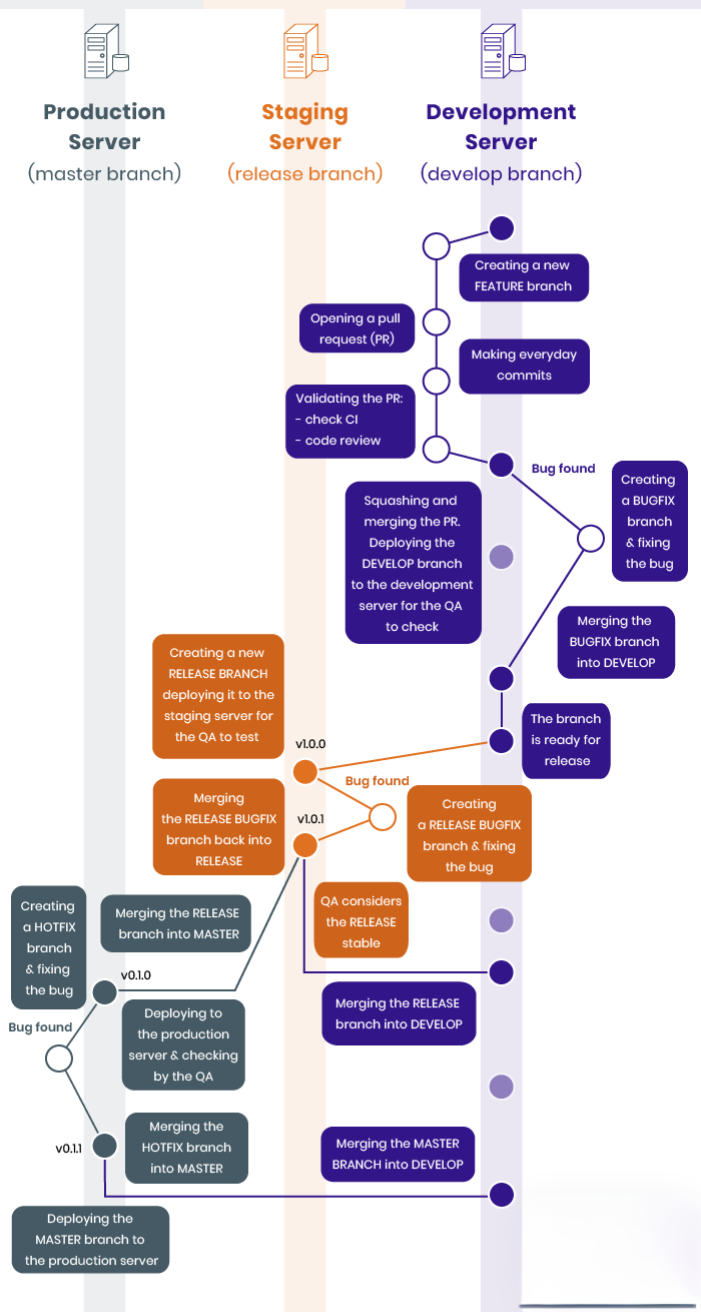 Production
Server
(master branch)
Staging
Server
(release branch)
Development
Server
(develop branch)
Creating a new
FEATURE branch
Opening a pull
request (PR)
Making everyday
commits
Validating the PR:
- check CI
- code review
Bug found
Creating
a BUGFIX
branch
& fixing
the bug
Squashing and
merging the PR.
Deploying the
DEVELOP branch
to the development
server for the QA
to check
Merging the
BUGFIX branch
into DEVELOP
Creating a new
RELEASE BRANCH
deploying it to the
staging server for
the QA to test
The branch
is ready for
release
v1.0.0
Bug found
Merging
the RELEASE BUGFIX
branch back into
RELEASE
v1.0.1
Creating
a RELEASE BUGFIX
branch & fixing
the bug
Creating
a HOTFIX
branch
& fixing
the bug
Merging the RELEASE
branch into MASTER
QA considers
the RELEASE
stable
v0.1.0
Bug found
Deploying to
the production
server & checking
by the QA
Merging the RELEASE
branch into DEVELOP
v0.1.1
Merging the
HOTFIX branch
into MASTER
Merging the MASTER
BRANCH into DEVELOP
Deploying the
MASTER branch to
the production server